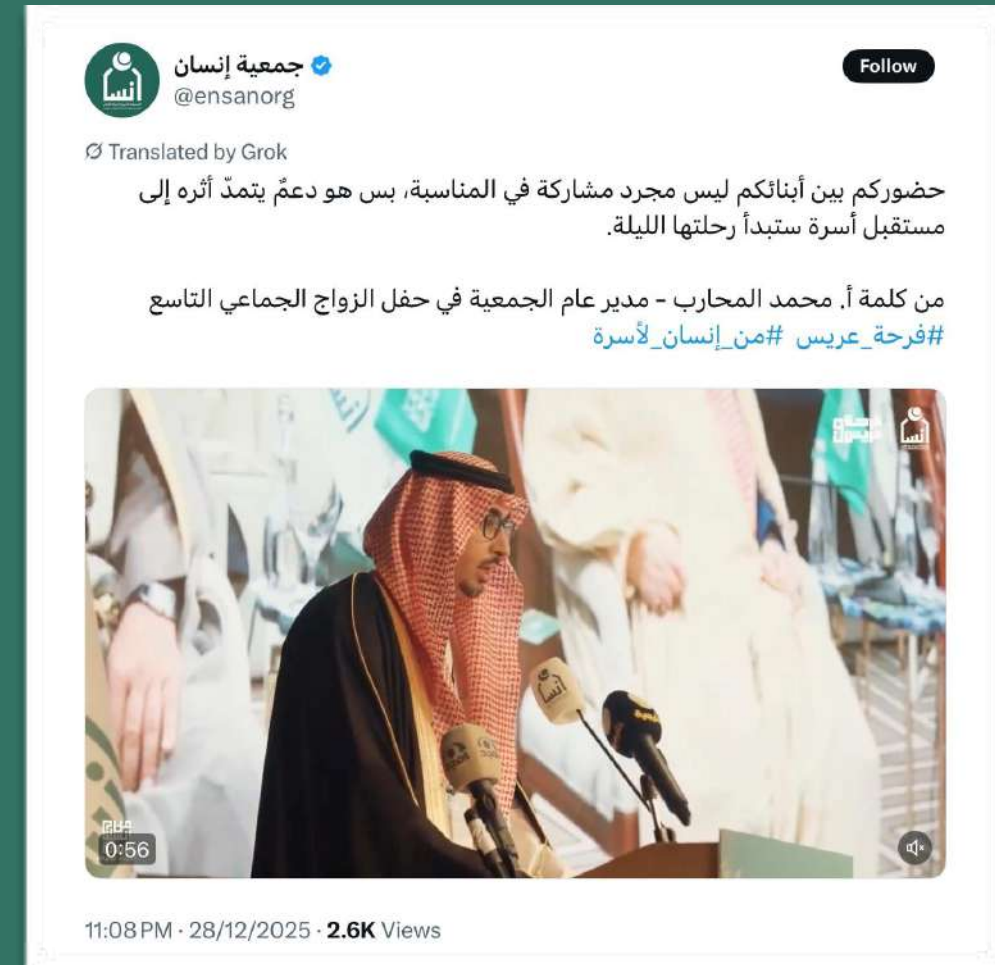 جمعية إنسان
@ensanorg
Follow
Translated by Grok
حضوركم بين أبنائكم ليس مجرد مشاركة في المناسبة، بس هو دعمٌ يتمدّ أثره إلى
مستقبل أسرة ستبدأ رحلتها الليلة.
من كلمة أ. محمد المحارب - مدير عام الجمعية في حفل الزواج الجماعي التاسع
#فرحة_عريس #من_إنسان_لأسرة
0:56
11:08 PM · 28/12/2025 · 2.6K Views